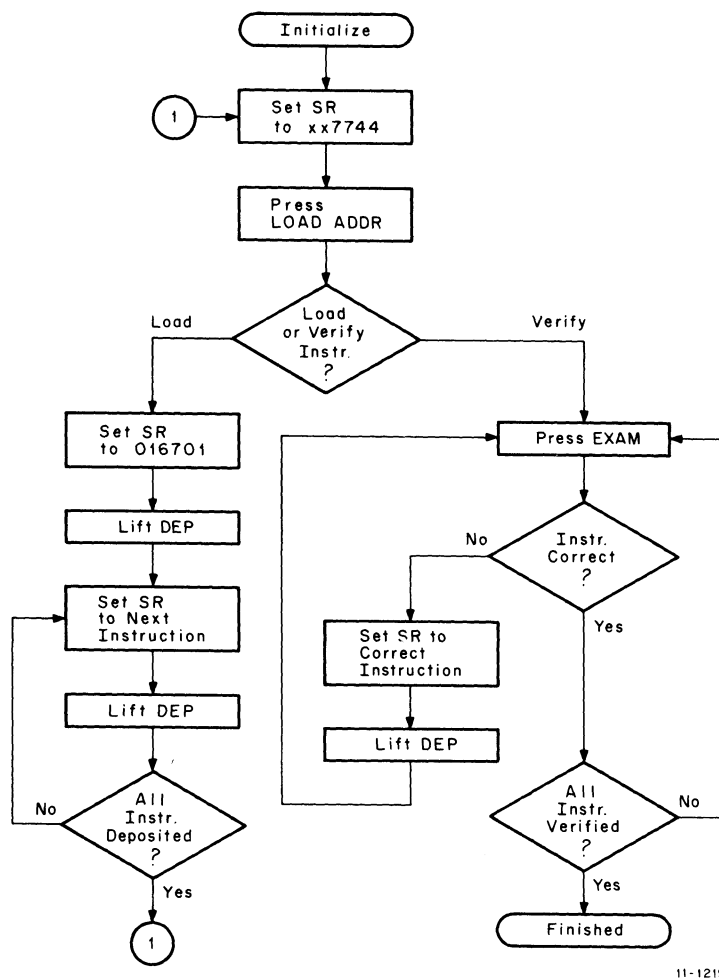 Initialize
1
Set SR
to xx7744
Press
LOAD ADDR
Load
or Verify
Instr.
?
Load
Verify
Set SR
to 016701
Lift DEP
Set SR
to Next
Instruction
Lift DEP
All
Instr.
Deposited
?
No
Yes
1
Press EXAM
Instr.
Correct
?
No
Yes
Set SR to
Correct
Instruction
Lift DEP
All
Instr.
Verified
?
No
Yes
Finished